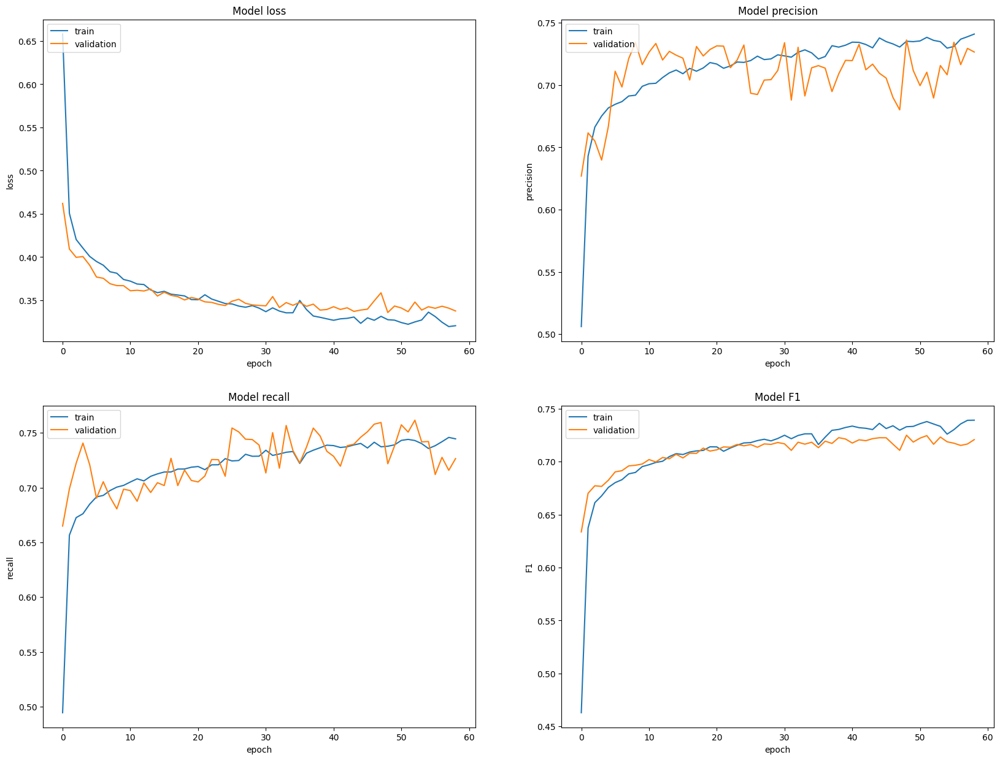 Model loss
train
validation
loss
0.65
0.60
0.55
0.50
0.45
0.40
0.35
0 10 20 30 40 50 60
epoch
Model precision
train
validation
precision
0.75
0.70
0.65
0.60
0.55
0.50
0 10 20 30 40 50 60
epoch
Model recall
train
validation
recall
0.75
0.70
0.65
0.60
0.55
0.50
0 10 20 30 40 50 60
epoch
Model F1
train
validation
F1
0.75
0.70
0.65
0.60
0.55
0.50
0.45
0 10 20 30 40 50 60
epoch